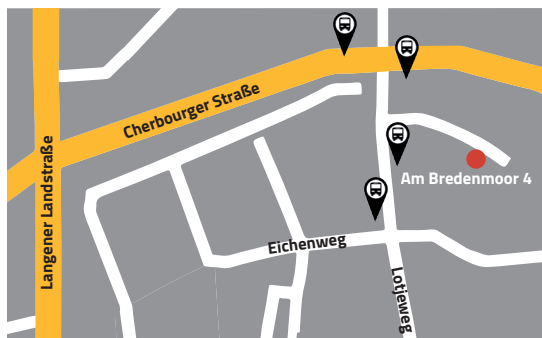 Cherbourger Straße
Langener Landstraße
Am Bredenmoor 4
Eichenweg
Lotjeweg